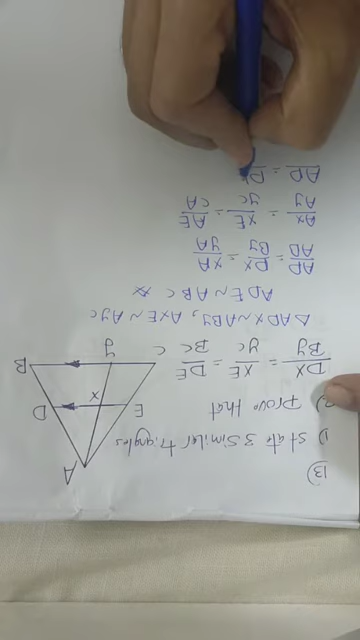 13)
1) State 3 Similar triangles
2) Prove that
DX/By = XE/yC = DE/BC
△ADX ~ ABy, AXE ~ AyC
ADE ~ ABC
AD/AB = DX/By = XA/yA
AX/Ay = XE/yC = AE/CA
AD = DX
A
E
X
D
C
y
B